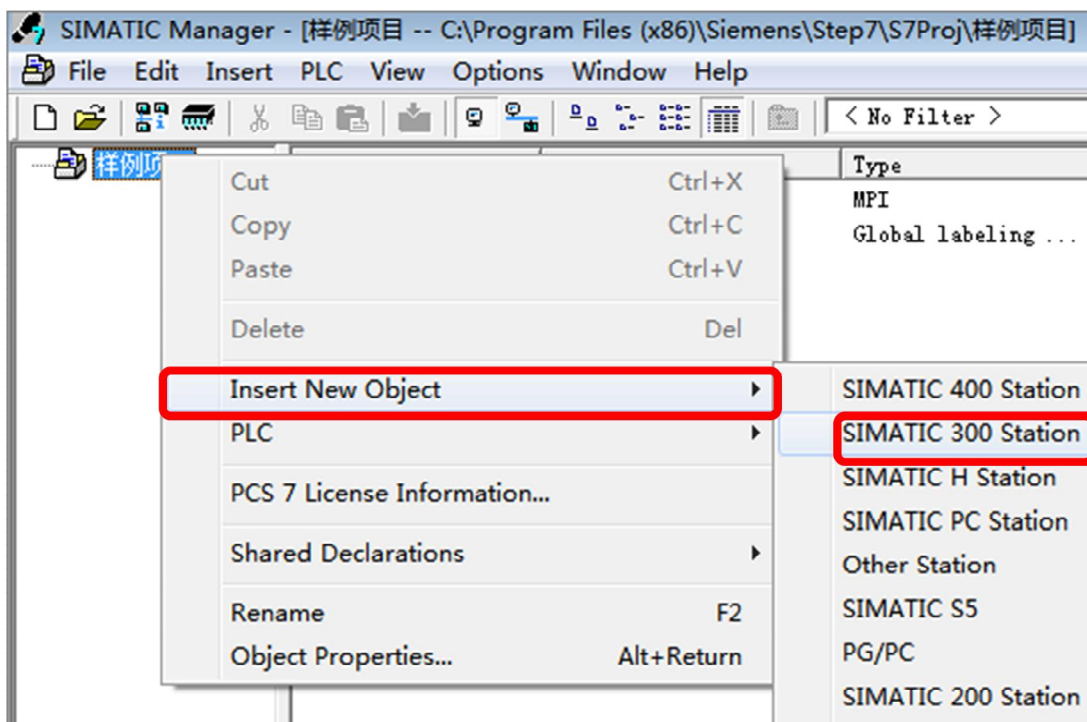 SIMATIC Manager - [样例项目 -- C:\Program Files (x86)\Siemens\Step7\S7Proj\样例项目]
File Edit Insert PLC View Options Window Help
< No Filter >
样例项
Type
MPI
Global labeling ...
Cut Ctrl+X
Copy Ctrl+C
Paste Ctrl+V
Delete Del
Insert New Object
PLC
PCS 7 License Information...
Shared Declarations
Rename F2
Object Properties... Alt+Return
SIMATIC 400 Station
SIMATIC 300 Station
SIMATIC H Station
SIMATIC PC Station
Other Station
SIMATIC S5
PG/PC
SIMATIC 200 Station